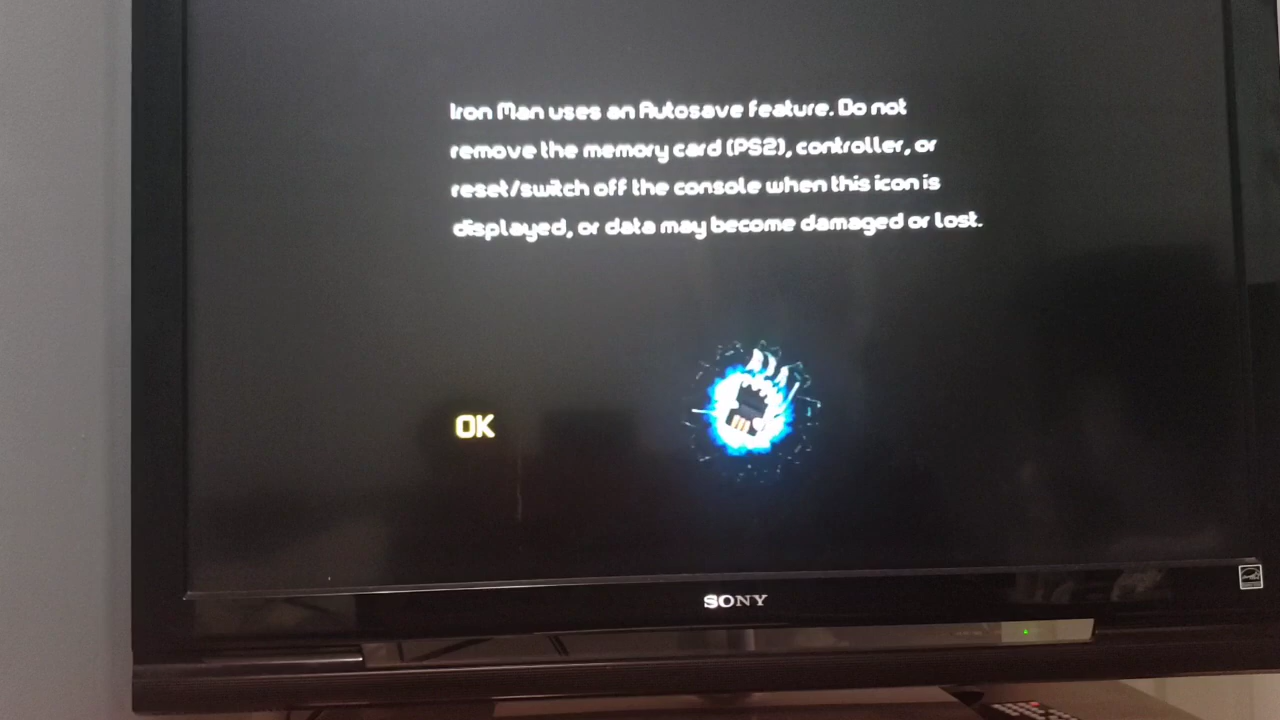 Iron Man uses an Autosave feature. Do not
remove the memory card (PS2), controller, or
reset/switch off the console when this icon is
displayed, or data may become damaged or lost.
OK
SONY